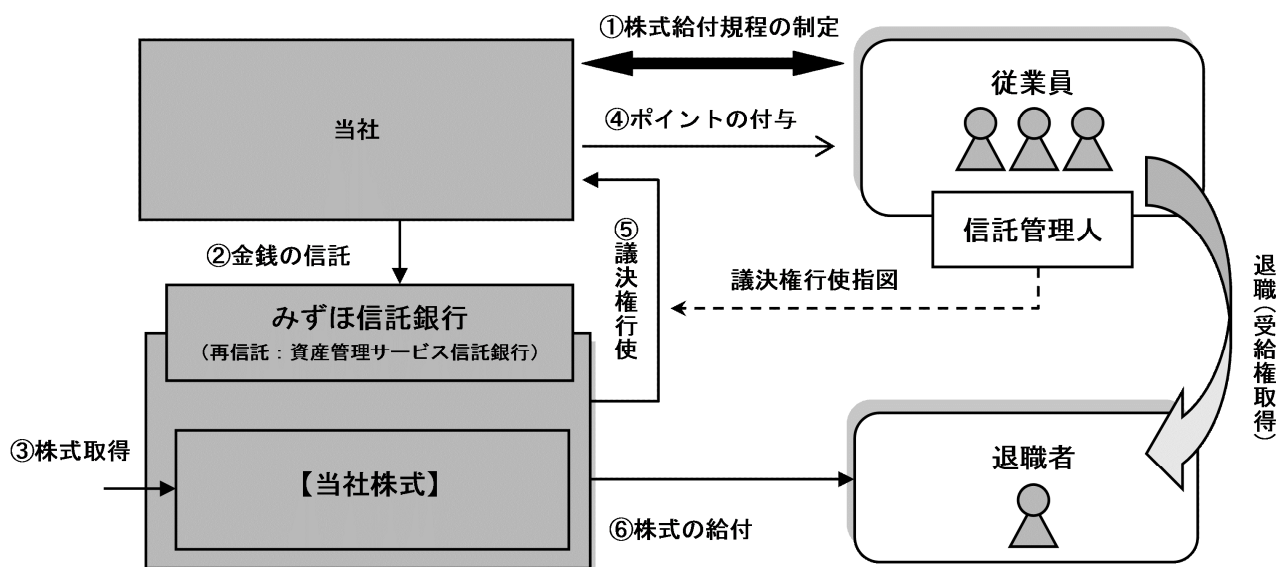 ①株式給付規程の制定
当社
従業員
④ポイントの付与
信託管理人
②金銭の信託
⑤議決権行使
議決権行使指図
退職(受給権取得)
みずほ信託銀行
(再信託：資産管理サービス信託銀行)
③株式取得
【当社株式】
退職者
⑥株式の給付